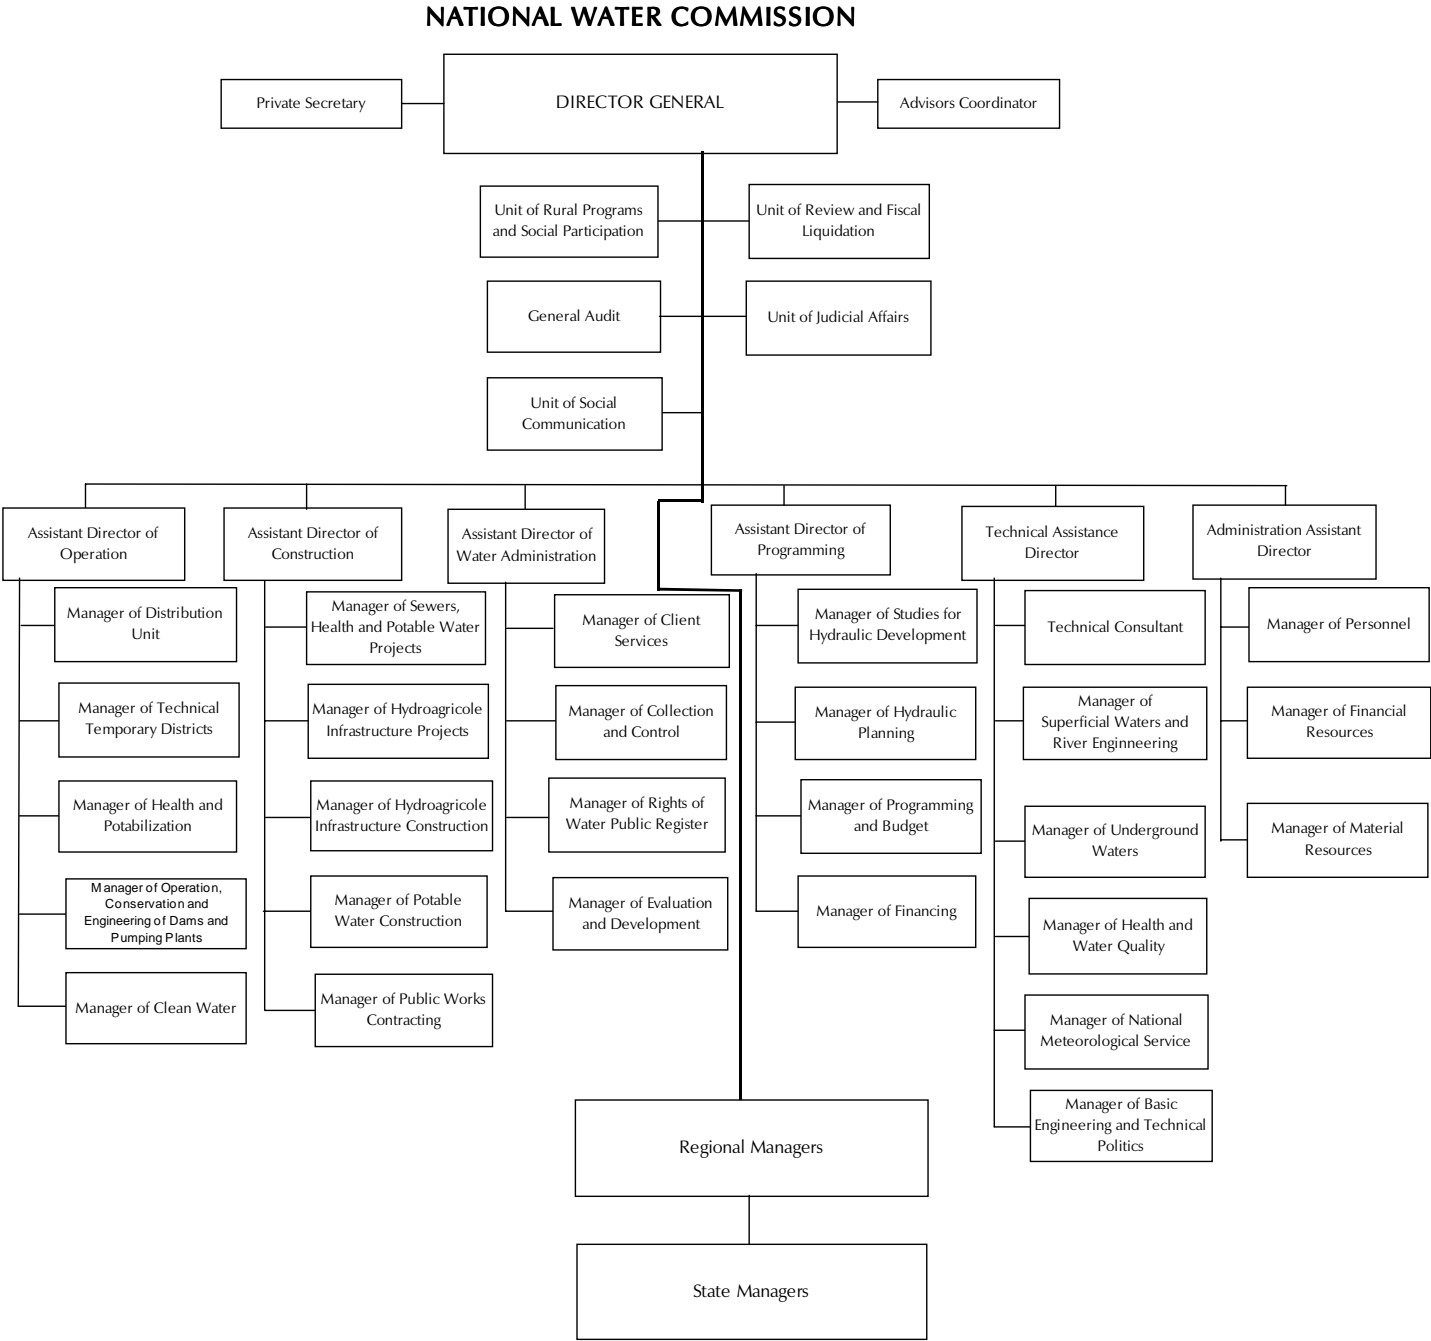 NATIONAL WATER COMMISSION
Private Secretary
DIRECTOR GENERAL
Advisors Coordinator
Unit of Rural Programs
and Social Participation
Unit of Review and Fiscal
Liquidation
General Audit
Unit of Judicial Affairs
Unit of Social
Communication
Assistant Director of
Operation
Assistant Director of
Construction
Assistant Director of
Water Administration
Assistant Director of
Programming
Technical Assistance
Director
Administration Assistant
Director
Manager of Distribution
Unit
Manager of Technical
Temporary Districts
Manager of Health and
Potabilization
Manager of Operation,
Conservation and
Engineering of Dams and
Pumping Plants
Manager of Clean Water
Manager of Sewers,
Health and Potable Water
Projects
Manager of Hydroagricole
Infrastructure Projects
Manager of Hydroagricole
Infrastructure Construction
Manager of Potable
Water Construction
Manager of Public Works
Contracting
Manager of Client
Services
Manager of Collection
and Control
Manager of Rights of
Water Public Register
Manager of Evaluation
and Development
Manager of Studies for
Hydraulic Development
Manager of Hydraulic
Planning
Manager of Programming
and Budget
Manager of Financing
Technical Consultant
Manager of
Superficial Waters and
River Enginneering
Manager of Underground
Waters
Manager of Health and
Water Quality
Manager of National
Meteorological Service
Manager of Basic
Engineering and Technical
Politics
Manager of Personnel
Manager of Financial
Resources
Manager of Material
Resources
Regional Managers
State Managers